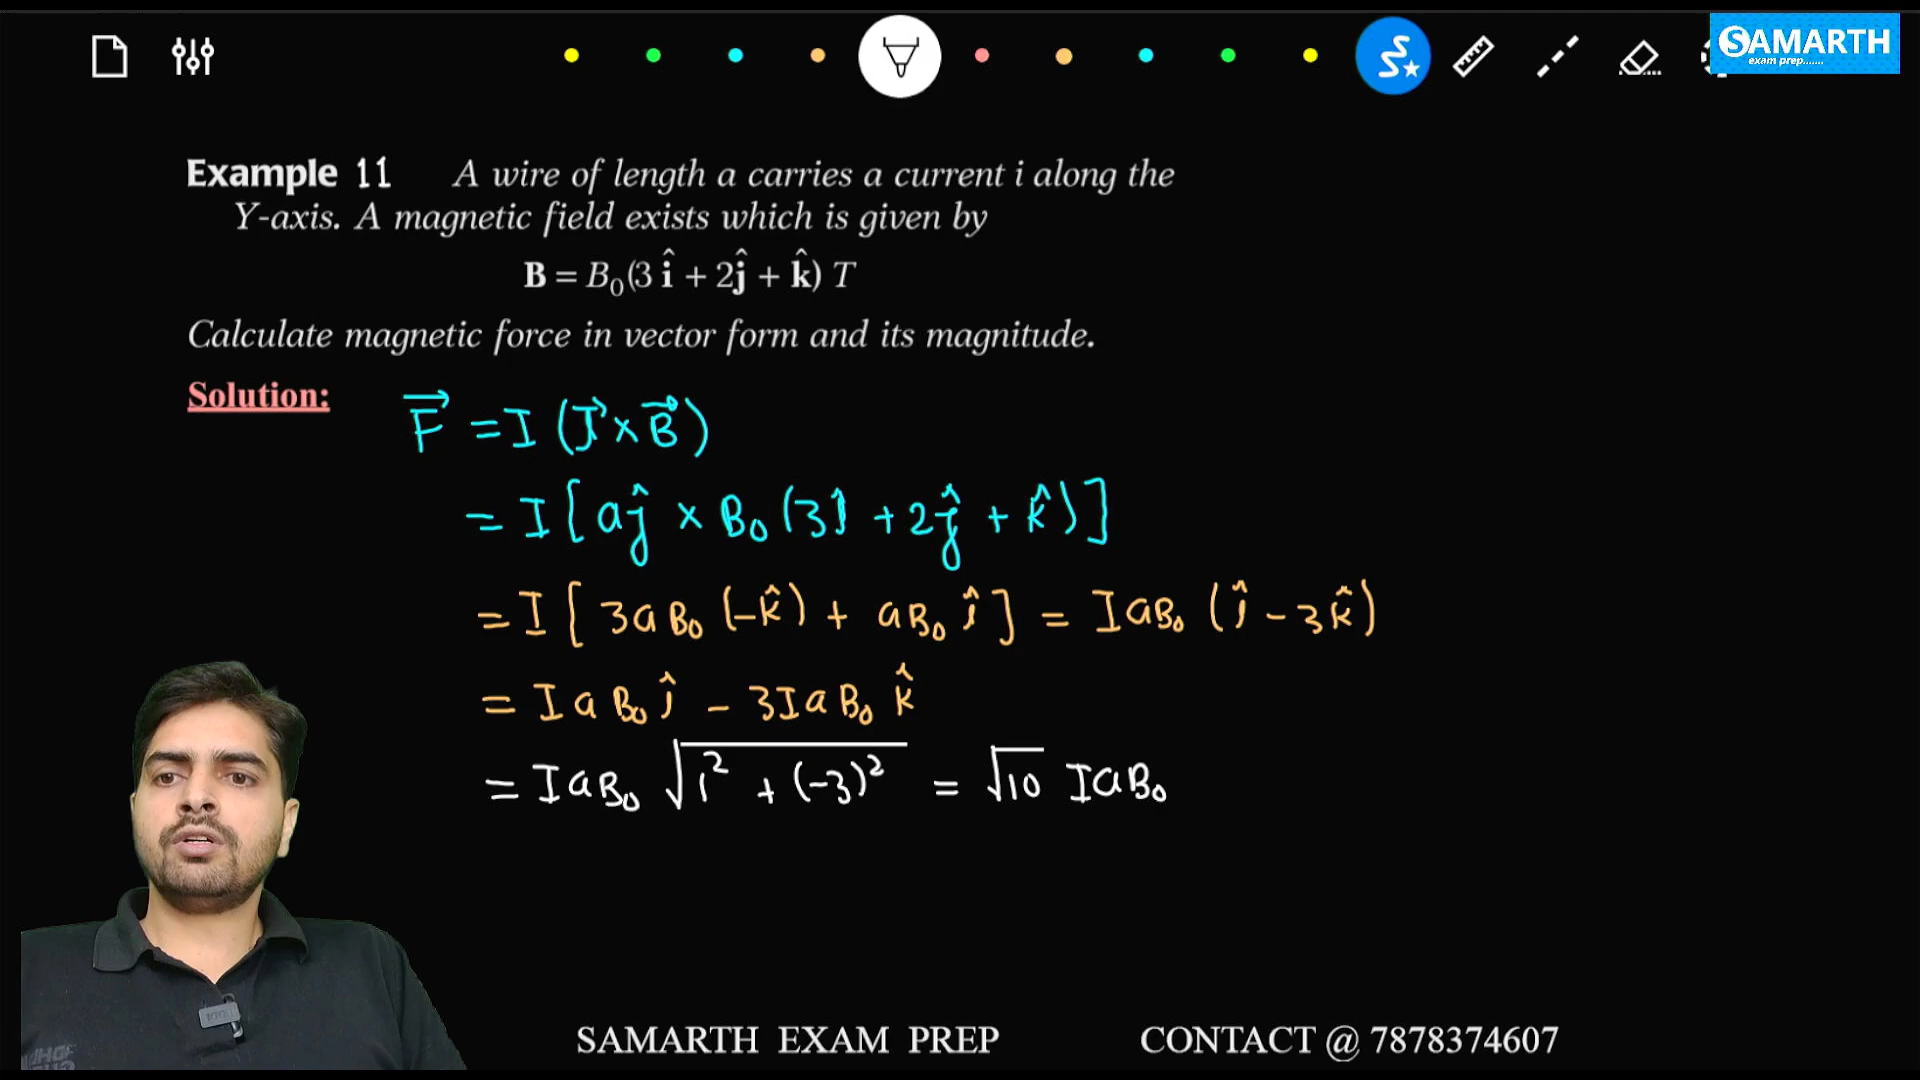 SAMARTH
exam prep.......
Example 11 A wire of length a carries a current i along the
Y-axis. A magnetic field exists which is given by
B = B₀(3 î + 2ĵ + k̂) T
Calculate magnetic force in vector form and its magnitude.
Solution:
F⃗ = I (l⃗ × B⃗)
= I [aĵ × B₀ (3î + 2ĵ + k̂)]
= I [3aB₀ (-k̂) + aB₀ î] = IaB₀ (î - 3k̂)
= IaB₀ î - 3IaB₀ k̂
= IaB₀ √(1² + (-3)²) = √10 IaB₀
SAMARTH EXAM PREP CONTACT @ 7878374607